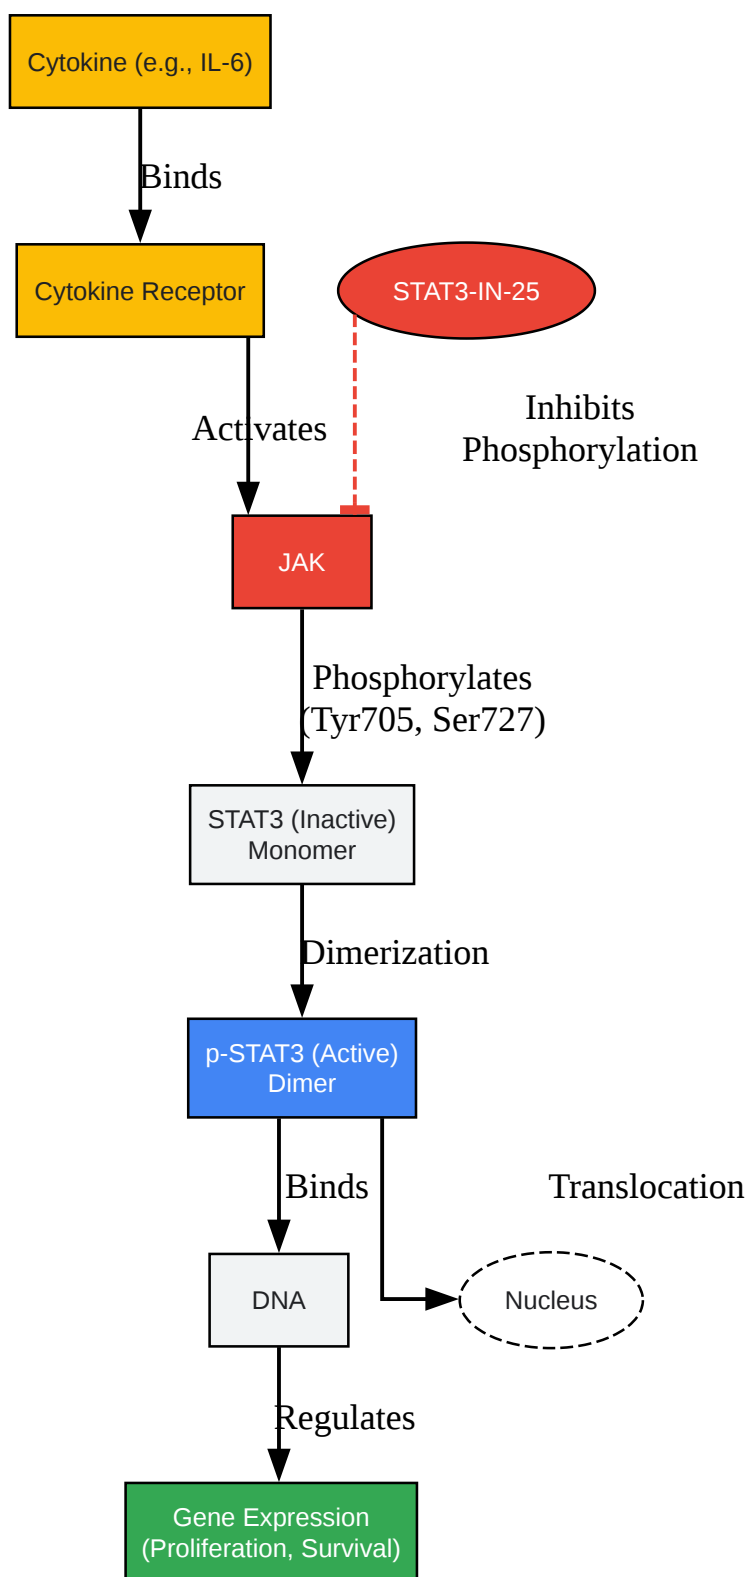 Cytokine (e.g., IL-6)
Binds
Cytokine Receptor
STAT3-IN-25
Activates
Inhibits
Phosphorylation
JAK
Phosphorylates
(Tyr705, Ser727)
STAT3 (Inactive)
Monomer
Dimerization
p-STAT3 (Active)
Dimer
Binds
Translocation
DNA
Nucleus
Regulates
Gene Expression
(Proliferation, Survival)